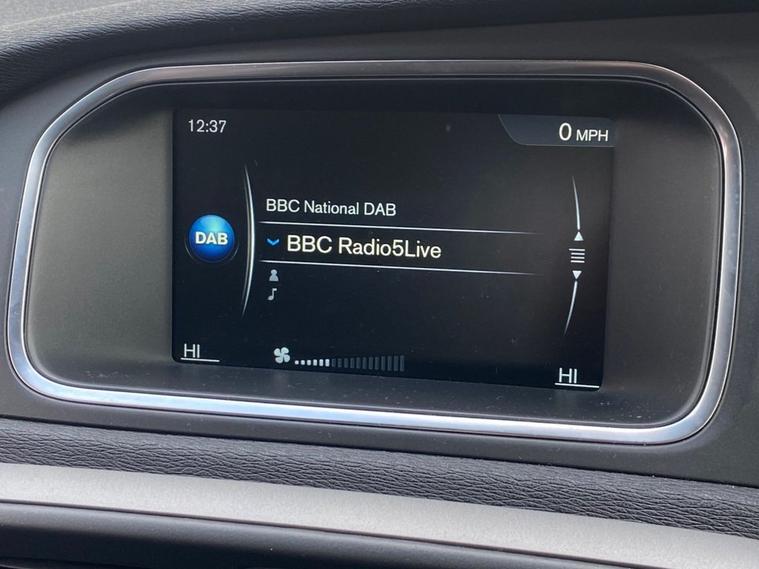 12:37
0 MPH
BBC National DAB
DAB
BBC Radio5Live
HI
HI